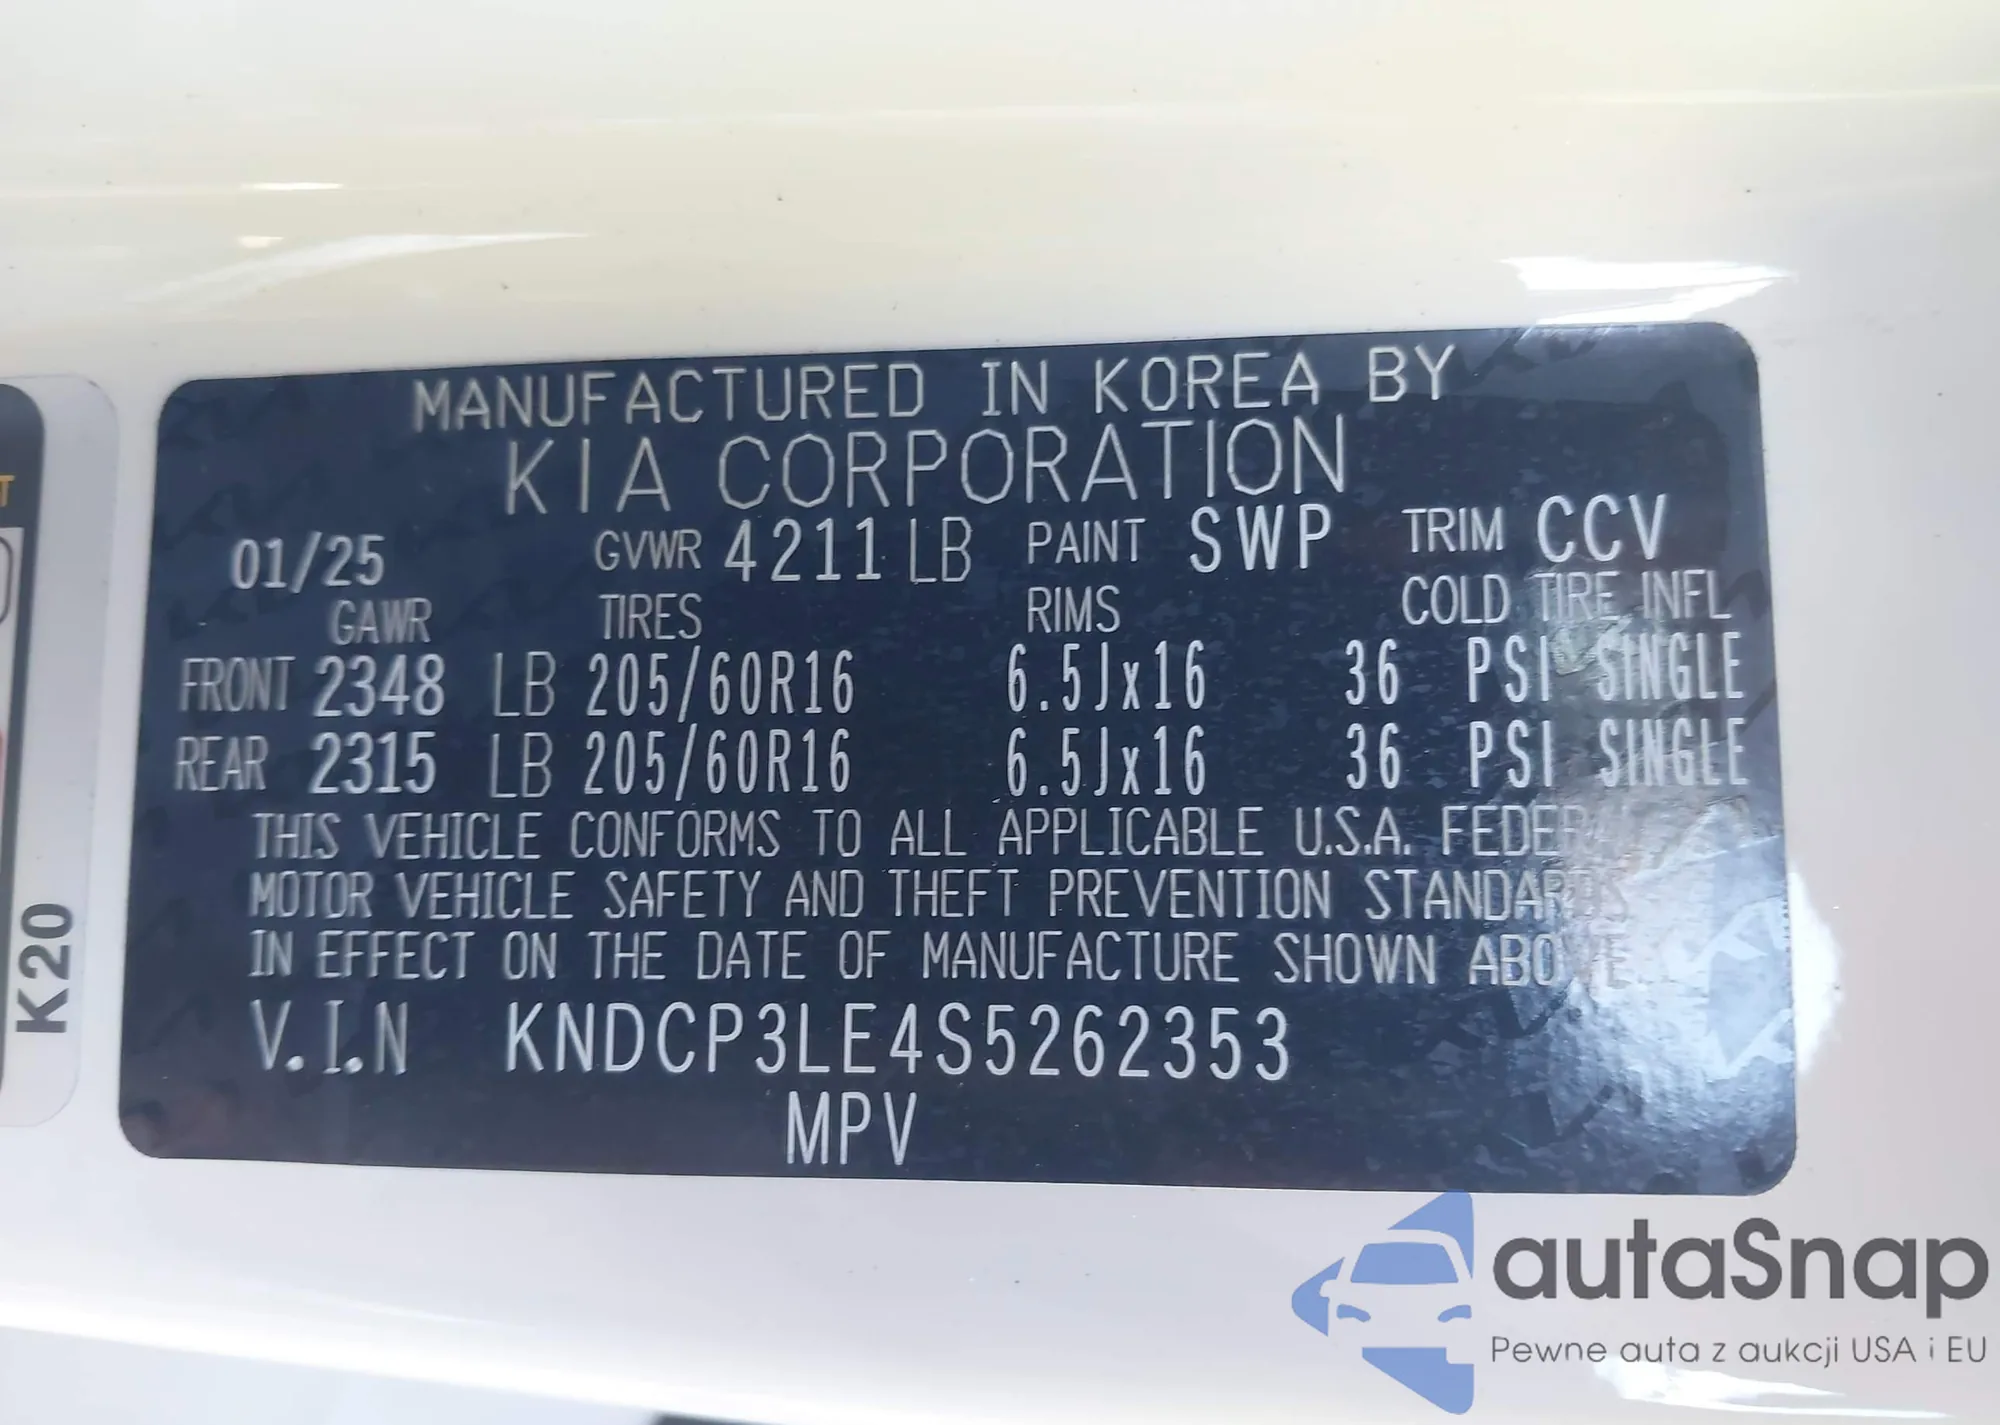 MANUFACTURED IN KOREA BY
KIA CORPORATION
01/25 GVWR 4211 LB PAINT SWP TRIM CCV
GAWR TIRES RIMS COLD TIRE INFL
FRONT 2348 LB 205/60R16 6.5Jx16 36 PSI SINGLE
REAR 2315 LB 205/60R16 6.5Jx16 36 PSI SINGLE
THIS VEHICLE CONFORMS TO ALL APPLICABLE U.S.A. FEDERAL
MOTOR VEHICLE SAFETY AND THEFT PREVENTION STANDARDS
IN EFFECT ON THE DATE OF MANUFACTURE SHOWN ABOVE.
V.I.N KNDCP3LE4S5262353
MPV
K20
autaSnap
Pewne auta z aukcji USA i EU